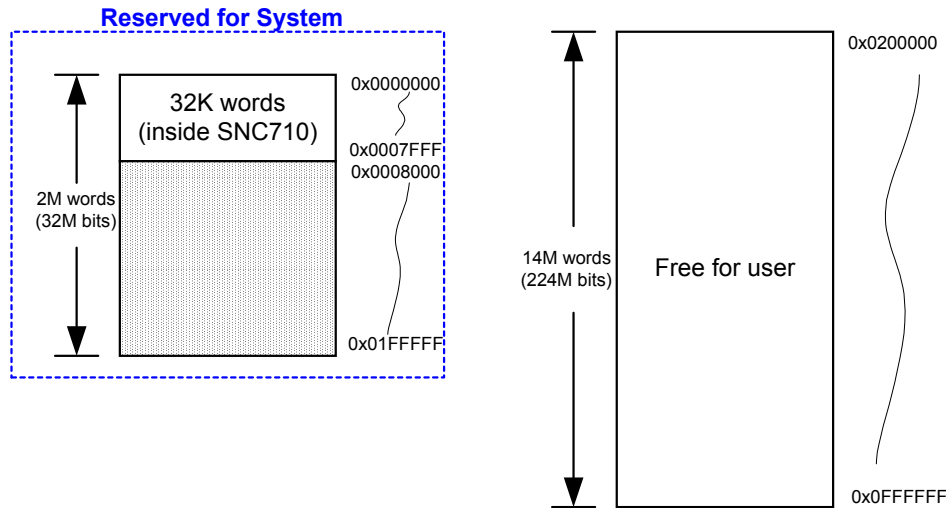 Reserved for System
32K words
(inside SNC710)
0x0000000
0x0007FFF
0x0008000
2M words
(32M bits)
0x01FFFFF
0x0200000
14M words
(224M bits)
Free for user
0x0FFFFFF